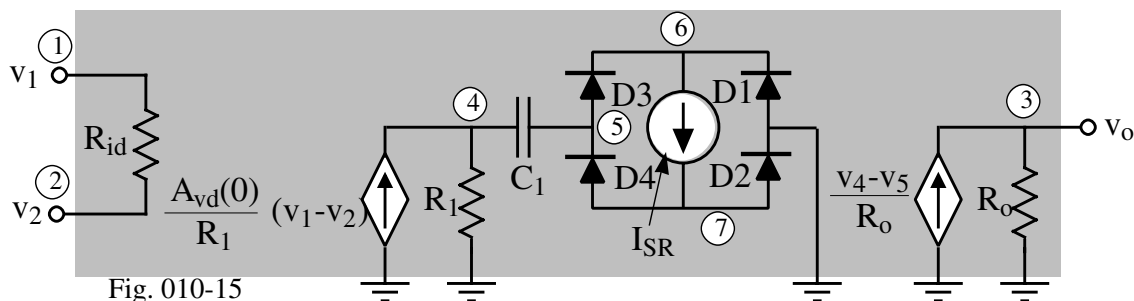 1
v1
Rid
2
v2
Avd(0)
R1
(v1-v2)
4
R1
C1
5
D3
D4
6
D1
D2
7
ISR
v4-v5
Ro
3
Ro
vo
Fig. 010-15